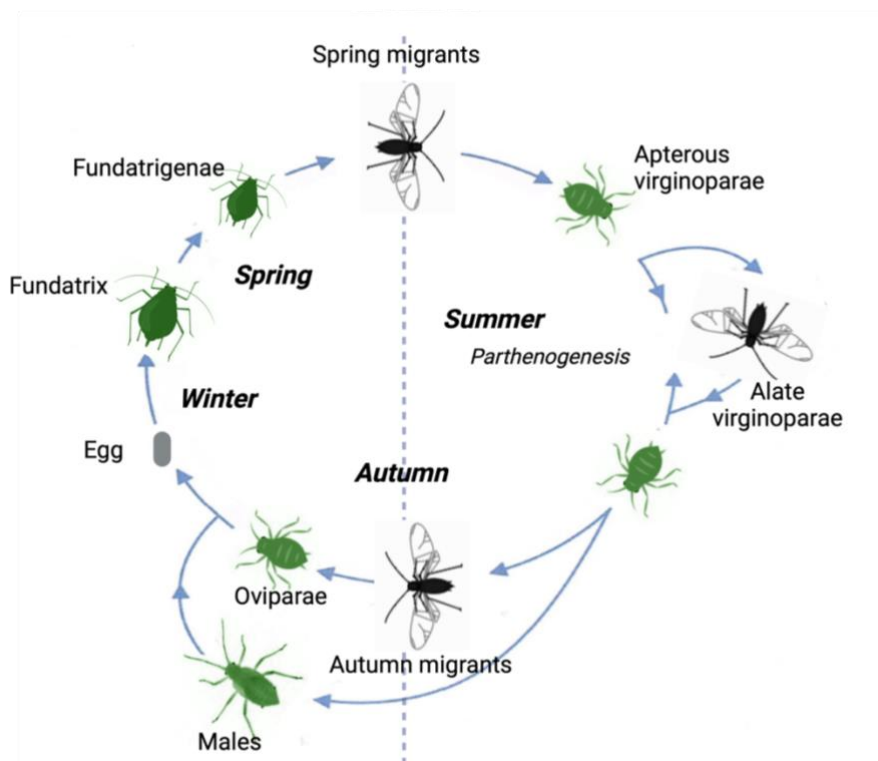 Spring migrants
Fundatrigenae
Apterous
virginoparae
Fundatrix
Spring
Summer
Parthenogenesis
Winter
Alate
virginoparae
Egg
Autumn
Oviparae
Autumn migrants
Males